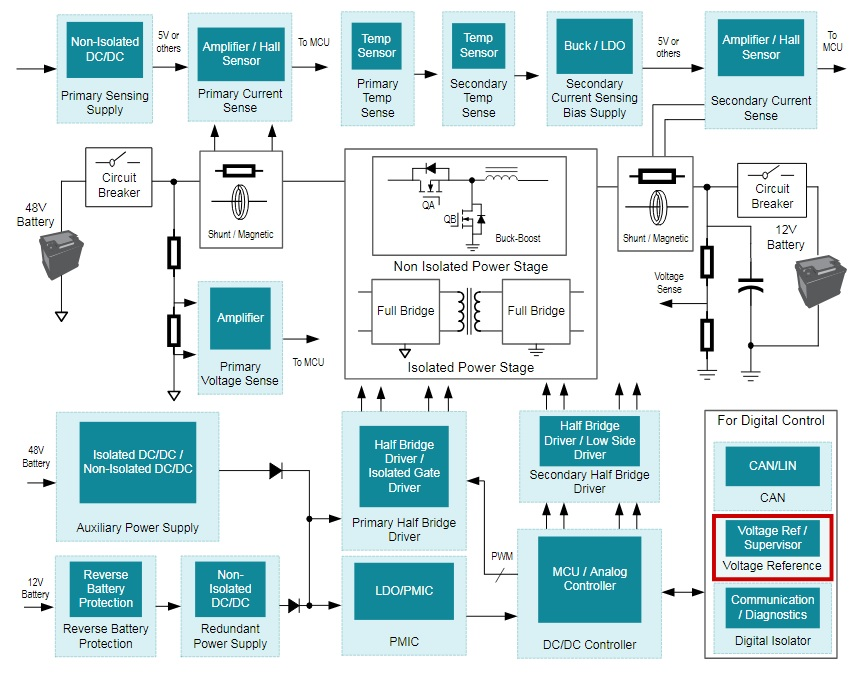 Non-Isolated
DC/DC
Primary Sensing
Supply
5V or
others
Amplifier / Hall
Sensor
Primary Current
Sense
To MCU
Temp
Sensor
Primary
Temp
Sense
Temp
Sensor
Secondary
Temp
Sense
Buck / LDO
Secondary
Current Sensing
Bias Supply
5V or
others
Amplifier / Hall
Sensor
Secondary Current
Sense
To
MCU
48V
Battery
Circuit
Breaker
Shunt / Magnetic
QA
QB
Buck-Boost
Non Isolated Power Stage
Full Bridge
Full Bridge
Isolated Power Stage
Shunt / Magnetic
Circuit
Breaker
12V
Battery
Voltage
Sense
Amplifier
Primary
Voltage Sense
To MCU
48V
Battery
Isolated DC/DC /
Non-Isolated DC/DC
Auxiliary Power Supply
Half Bridge
Driver /
Isolated Gate
Driver
Primary Half Bridge
Driver
Half Bridge
Driver / Low Side
Driver
Secondary Half Bridge
Driver
12V
Battery
Reverse
Battery
Protection
Reverse Battery
Protection
Non-
Isolated
DC/DC
Redundant
Power Supply
LDO/PMIC
PMIC
PWM
MCU / Analog
Controller
DC/DC Controller
For Digital Control
CAN/LIN
CAN
Voltage Ref /
Supervisor
Voltage Reference
Communication
/ Diagnostics
Digital Isolator